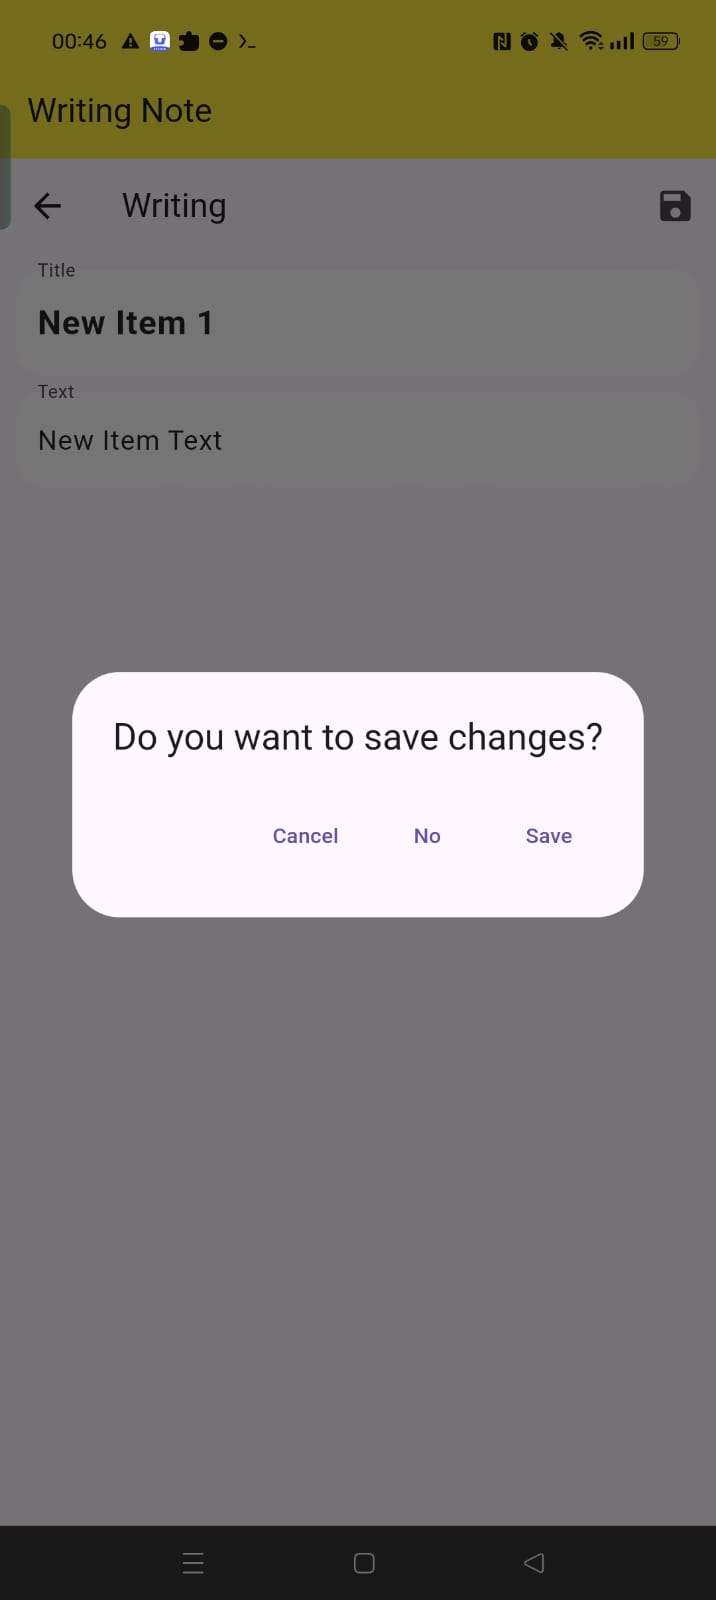 00:46 59
Writing Note
Writing
Title
New Item 1
Text
New Item Text
Do you want to save changes?
Cancel No Save